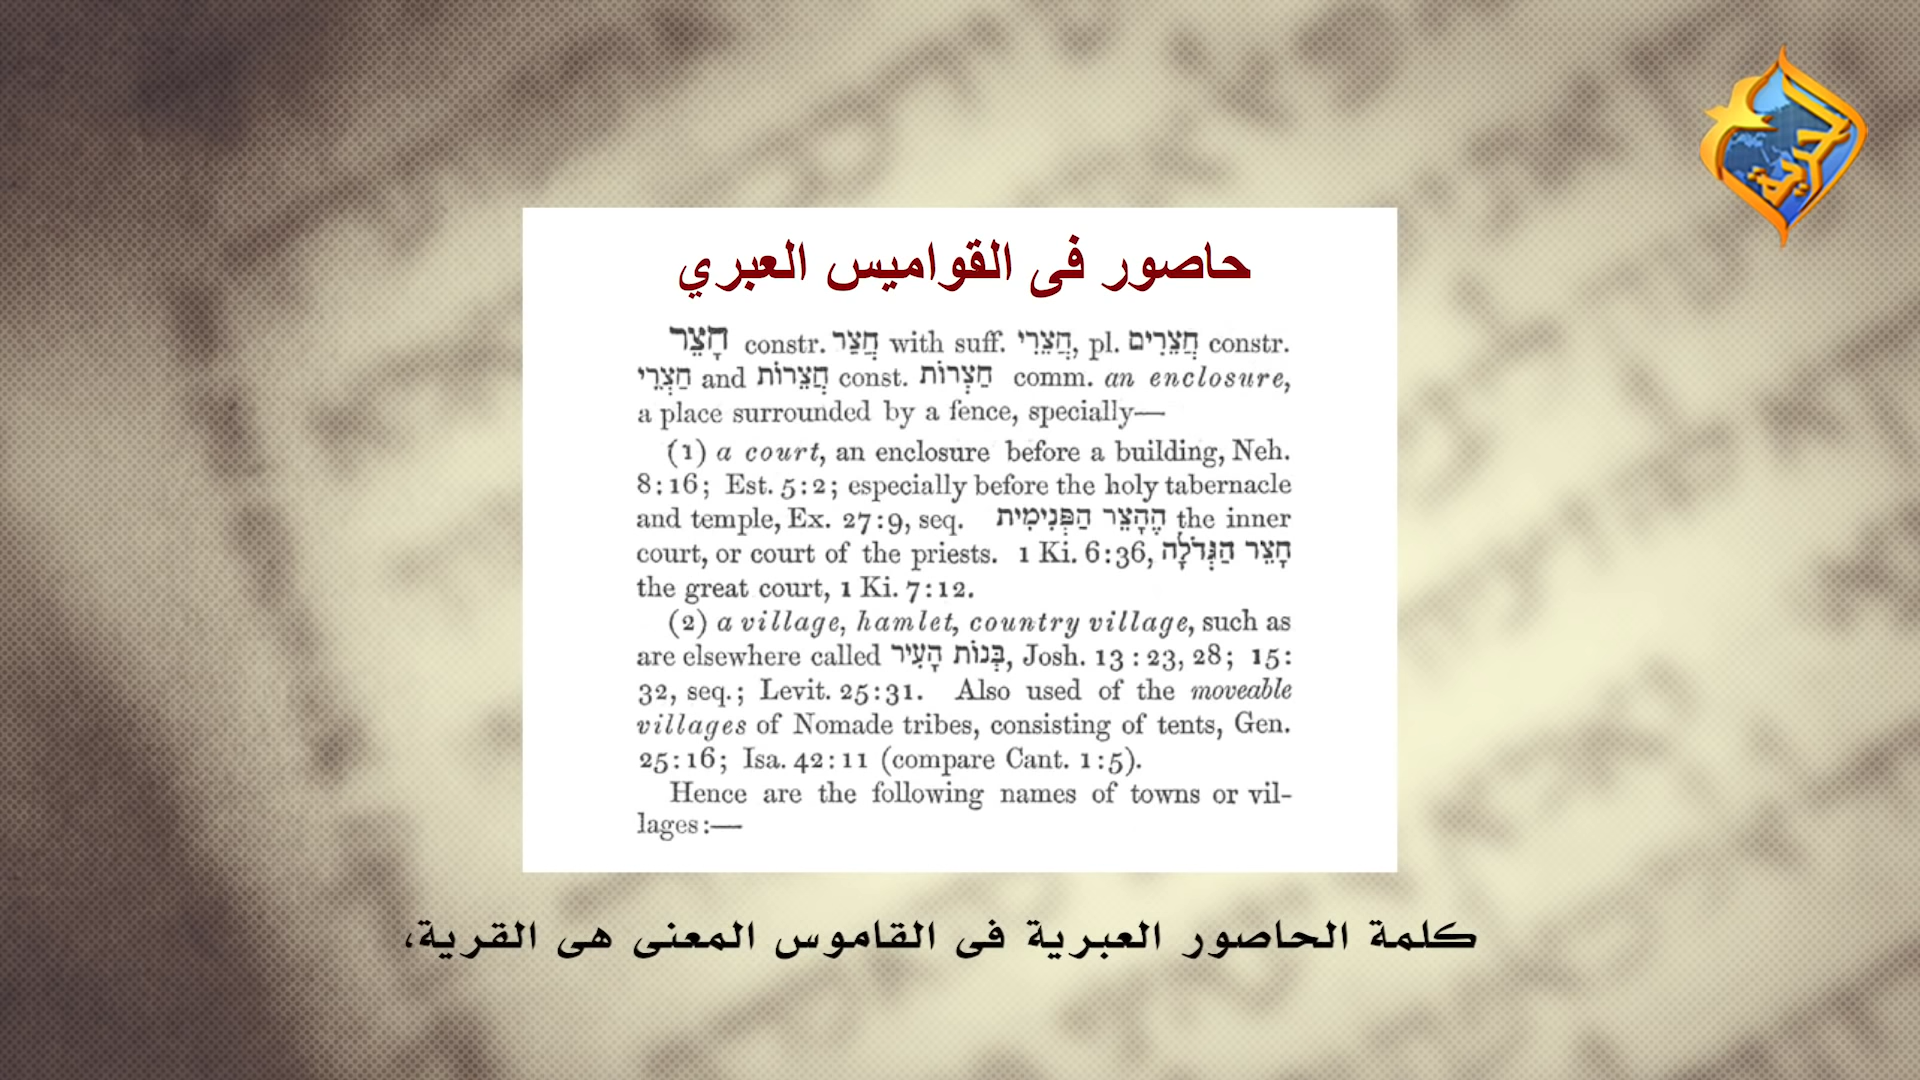 الحرية
حاصور فى القواميس العبري
חָצֵר constr. חֲצַר with suff. חֲצֵרִי, pl. חֲצֵרִים constr.
חַצְרֵי and חֲצֵרוֹת const. חַצְרוֹת comm. an enclosure,
a place surrounded by a fence, specially—
(1) a court, an enclosure before a building, Neh.
8:16; Est. 5:2; especially before the holy tabernacle
and temple, Ex. 27:9, seq. הֶחָצֵר הַפְּנִימִית the inner
court, or court of the priests. 1 Ki. 6:36, חָצֵר הַגְּדֹלָה
the great court, 1 Ki. 7:12.
(2) a village, hamlet, country village, such as
are elsewhere called בְּנוֹת הָעִיר, Josh. 13:23, 28; 15:
32, seq.; Levit. 25:31. Also used of the moveable
villages of Nomade tribes, consisting of tents, Gen.
25:16; Isa. 42:11 (compare Cant. 1:5).
Hence are the following names of towns or vil-
lages:—
كلمة الحاصور العبرية فى القاموس المعنى هى القرية،